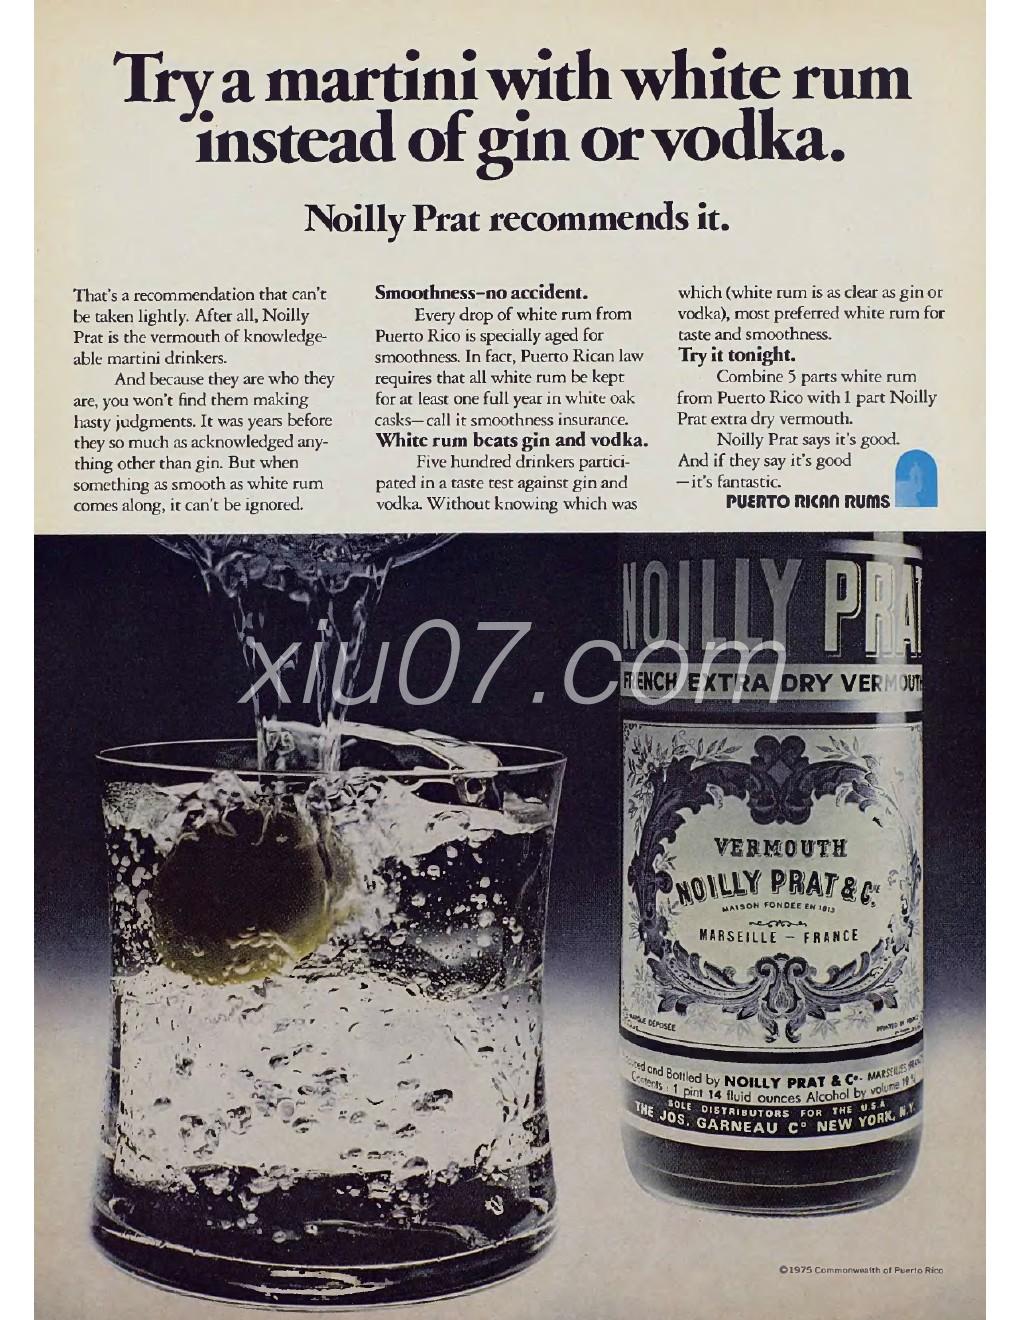 Try a martini with white rum
instead of gin or vodka.
Noilly Prat recommends it.
That's a recommendation that can't
be taken lightly. After all, Noilly
Prat is the vermouth of knowledge-
able martini drinkers.
And because they are who they
are, you won't find them making
hasty judgments. It was years before
they so much as acknowledged any-
thing other than gin. But when
something as smooth as white rum
comes along, it can't be ignored.
Smoothness–no accident.
Every drop of white rum from
Puerto Rico is specially aged for
smoothness. In fact, Puerto Rican law
requires that all white rum be kept
for at least one full year in white oak
casks—call it smoothness insurance.
White rum beats gin and vodka.
Five hundred drinkers partici-
pated in a taste test against gin and
vodka. Without knowing which was
which (white rum is as clear as gin or
vodka), most preferred white rum for
taste and smoothness.
Try it tonight.
Combine 5 parts white rum
from Puerto Rico with 1 part Noilly
Prat extra dry vermouth.
Noilly Prat says it's good.
And if they say it's good
—it's fantastic.
PUERTO RICAN RUMS
xiu07.com
NOILLY PRAT
FRENCH EXTRA DRY VERMOUTH
VERMOUTH
NOILLY PRAT & Cie.
MAISON FONDEE EN 1813
MARSEILLE – FRANCE
MARQUE DÉPOSÉE
PRINTED IN FRANCE
and Bottled by NOILLY PRAT & Co. MARSEILLES
Contents: 1 pint 14 fluid ounces Alcohol by volume 19 %
SOLE DISTRIBUTORS FOR THE U.S.A.
THE JOS. GARNEAU Co NEW YORK, N.Y.
©1975 Commonwealth of Puerto Rico